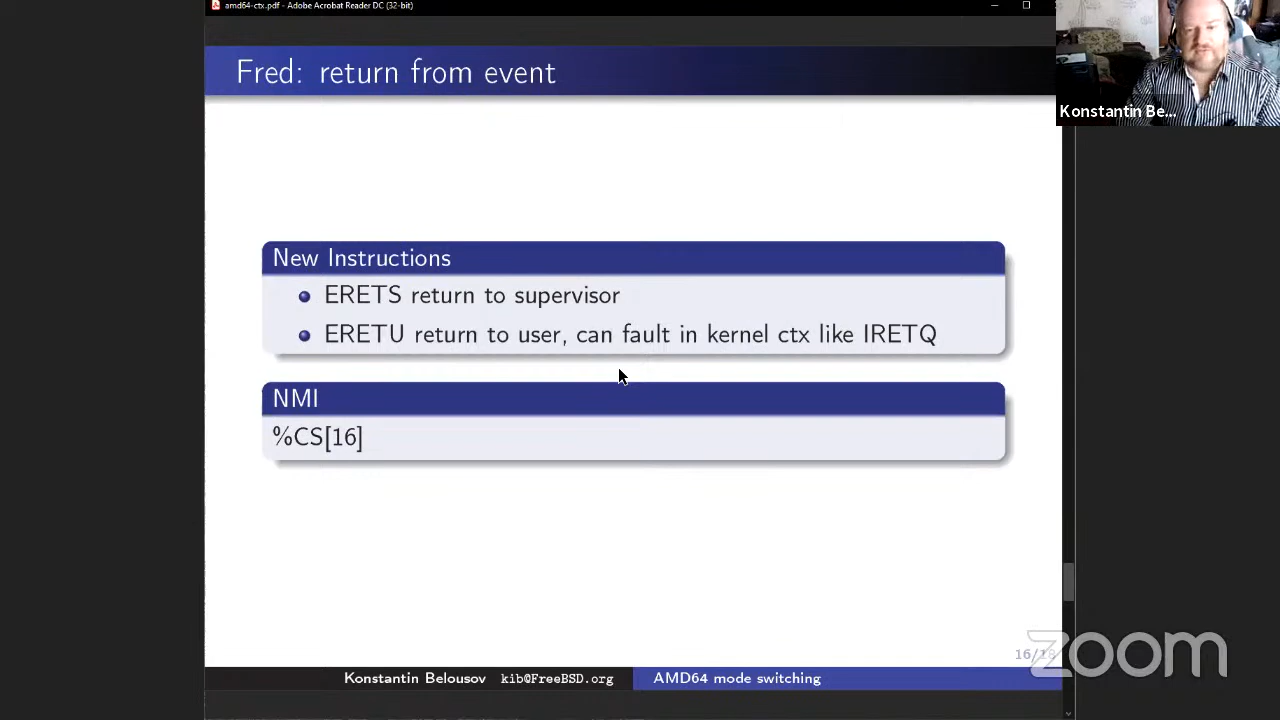 amd64-ctx.pdf - Adobe Acrobat Reader DC (32-bit)
Fred: return from event
Konstantin Be...
New Instructions
ERETS return to supervisor
ERETU return to user, can fault in kernel ctx like IRETQ
NMI
%CS[16]
16/18
zoom
Konstantin Belousov kib@FreeBSD.org AMD64 mode switching